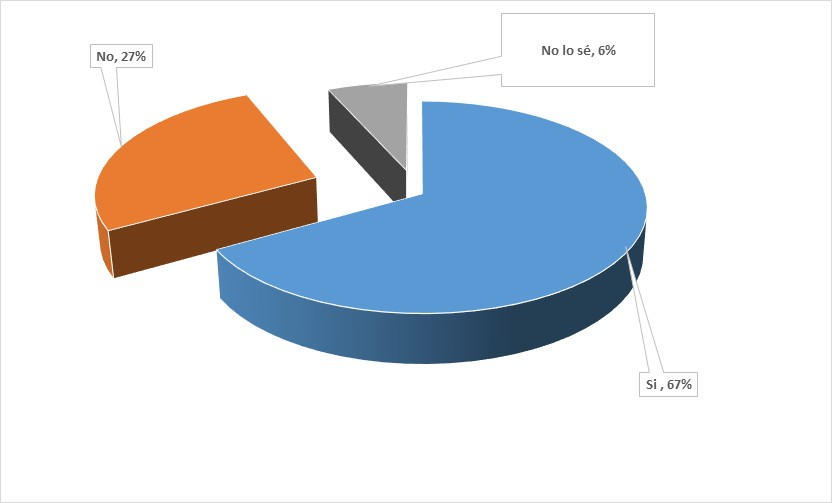 No lo sé, 6%
No, 27%
Si , 67%